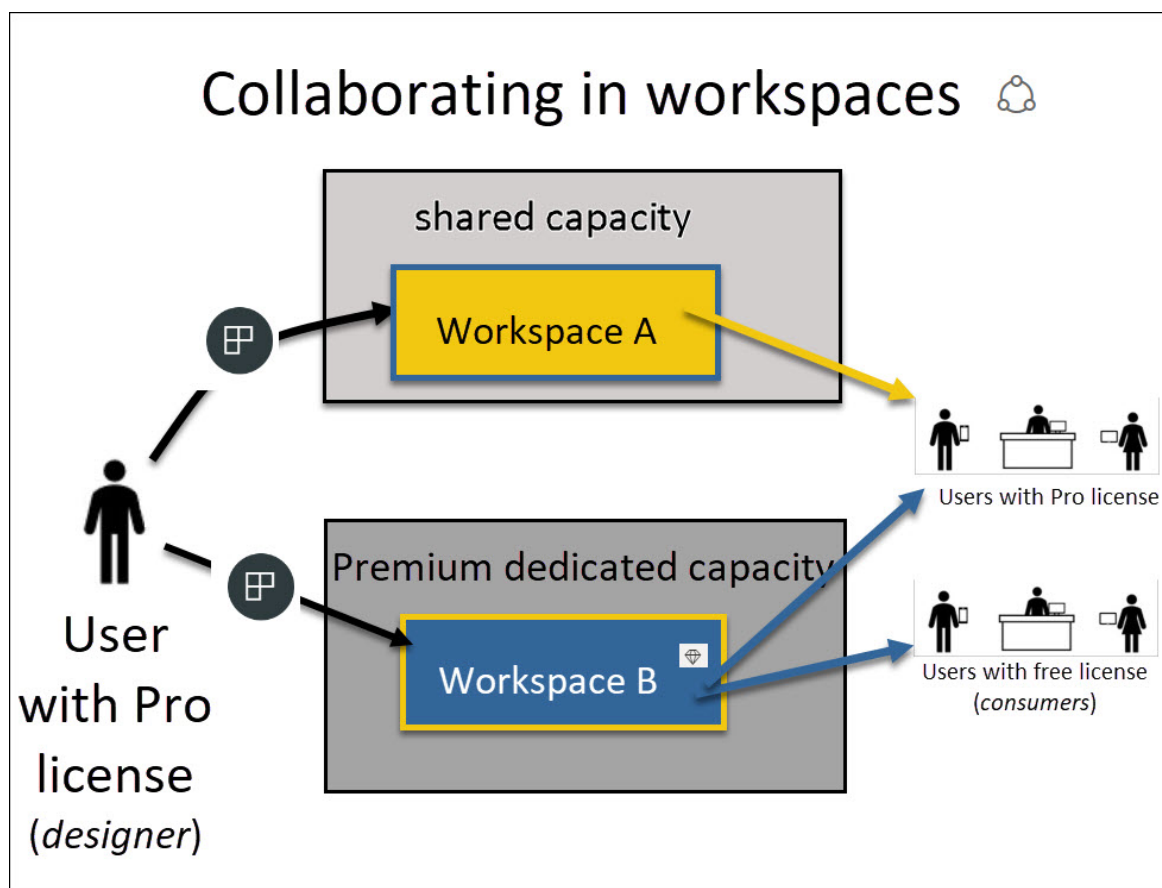 Collaborating in workspaces
shared capacity
Workspace A
Users with Pro license
Premium dedicated capacity
Workspace B
Users with free license
(consumers)
User
with Pro
license
(designer)